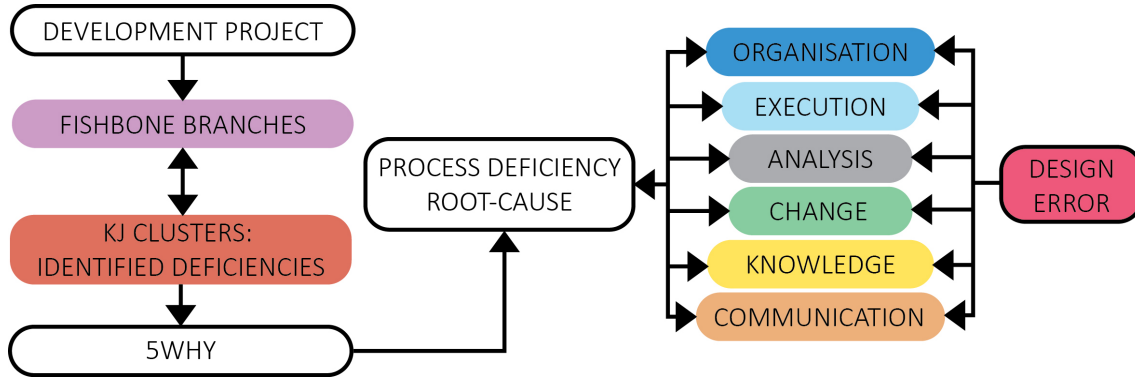 DEVELOPMENT PROJECT
FISHBONE BRANCHES
KJ CLUSTERS:
IDENTIFIED DEFICIENCIES
5WHY
PROCESS DEFICIENCY
ROOT-CAUSE
ORGANISATION
EXECUTION
ANALYSIS
CHANGE
KNOWLEDGE
COMMUNICATION
DESIGN
ERROR